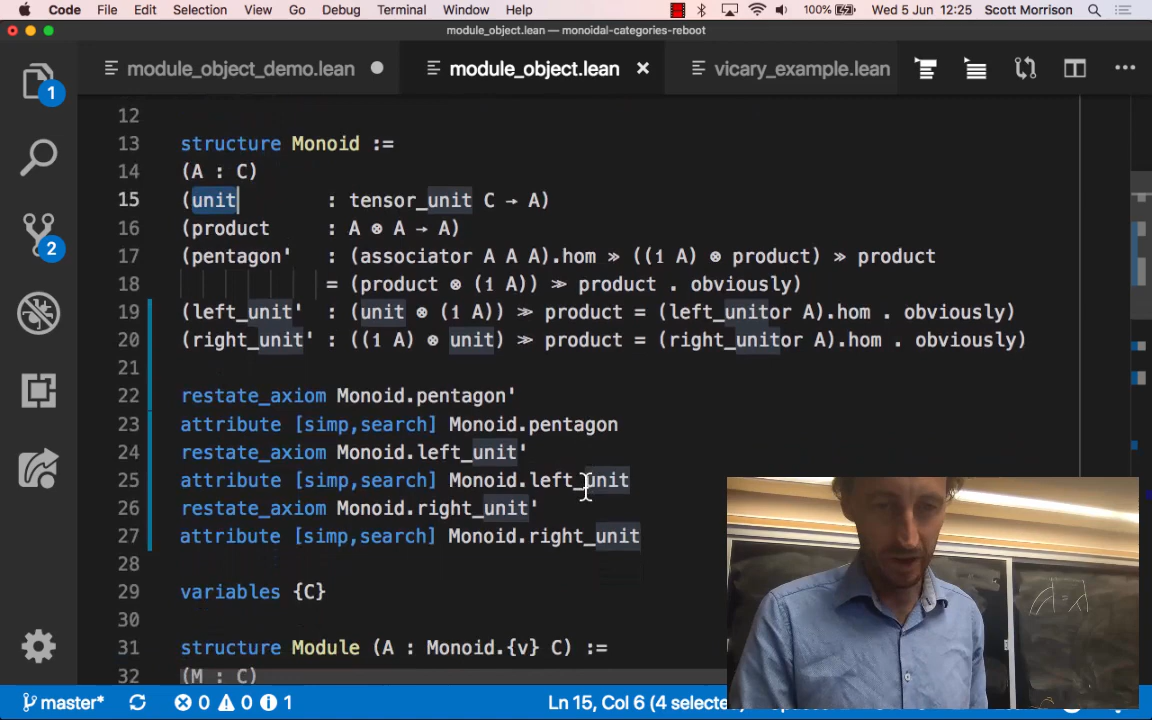 Code File Edit Selection View Go Debug Terminal Window Help 100% Wed 5 Jun 12:25 Scott Morrison
module_object.lean — monoidal-categories-reboot
module_object_demo.lean module_object.lean vicary_example.lean
12
13 structure Monoid :=
14 (A : C)
15 (unit : tensor_unit C → A)
16 (product : A ⊗ A → A)
17 (pentagon' : (associator A A A).hom ≫ ((1 A) ⊗ product) ≫ product
18 = (product ⊗ (1 A)) ≫ product . obviously)
19 (left_unit' : (unit ⊗ (1 A)) ≫ product = (left_unitor A).hom . obviously)
20 (right_unit' : ((1 A) ⊗ unit) ≫ product = (right_unitor A).hom . obviously)
21
22 restate_axiom Monoid.pentagon'
23 attribute [simp,search] Monoid.pentagon
24 restate_axiom Monoid.left_unit'
25 attribute [simp,search] Monoid.left_unit
26 restate_axiom Monoid.right_unit'
27 attribute [simp,search] Monoid.right_unit
28
29 variables {C}
30
31 structure Module (A : Monoid.{v} C) :=
32 (M : C)
1
2
master* 0 0 1 Ln 15, Col 6 (4 selected